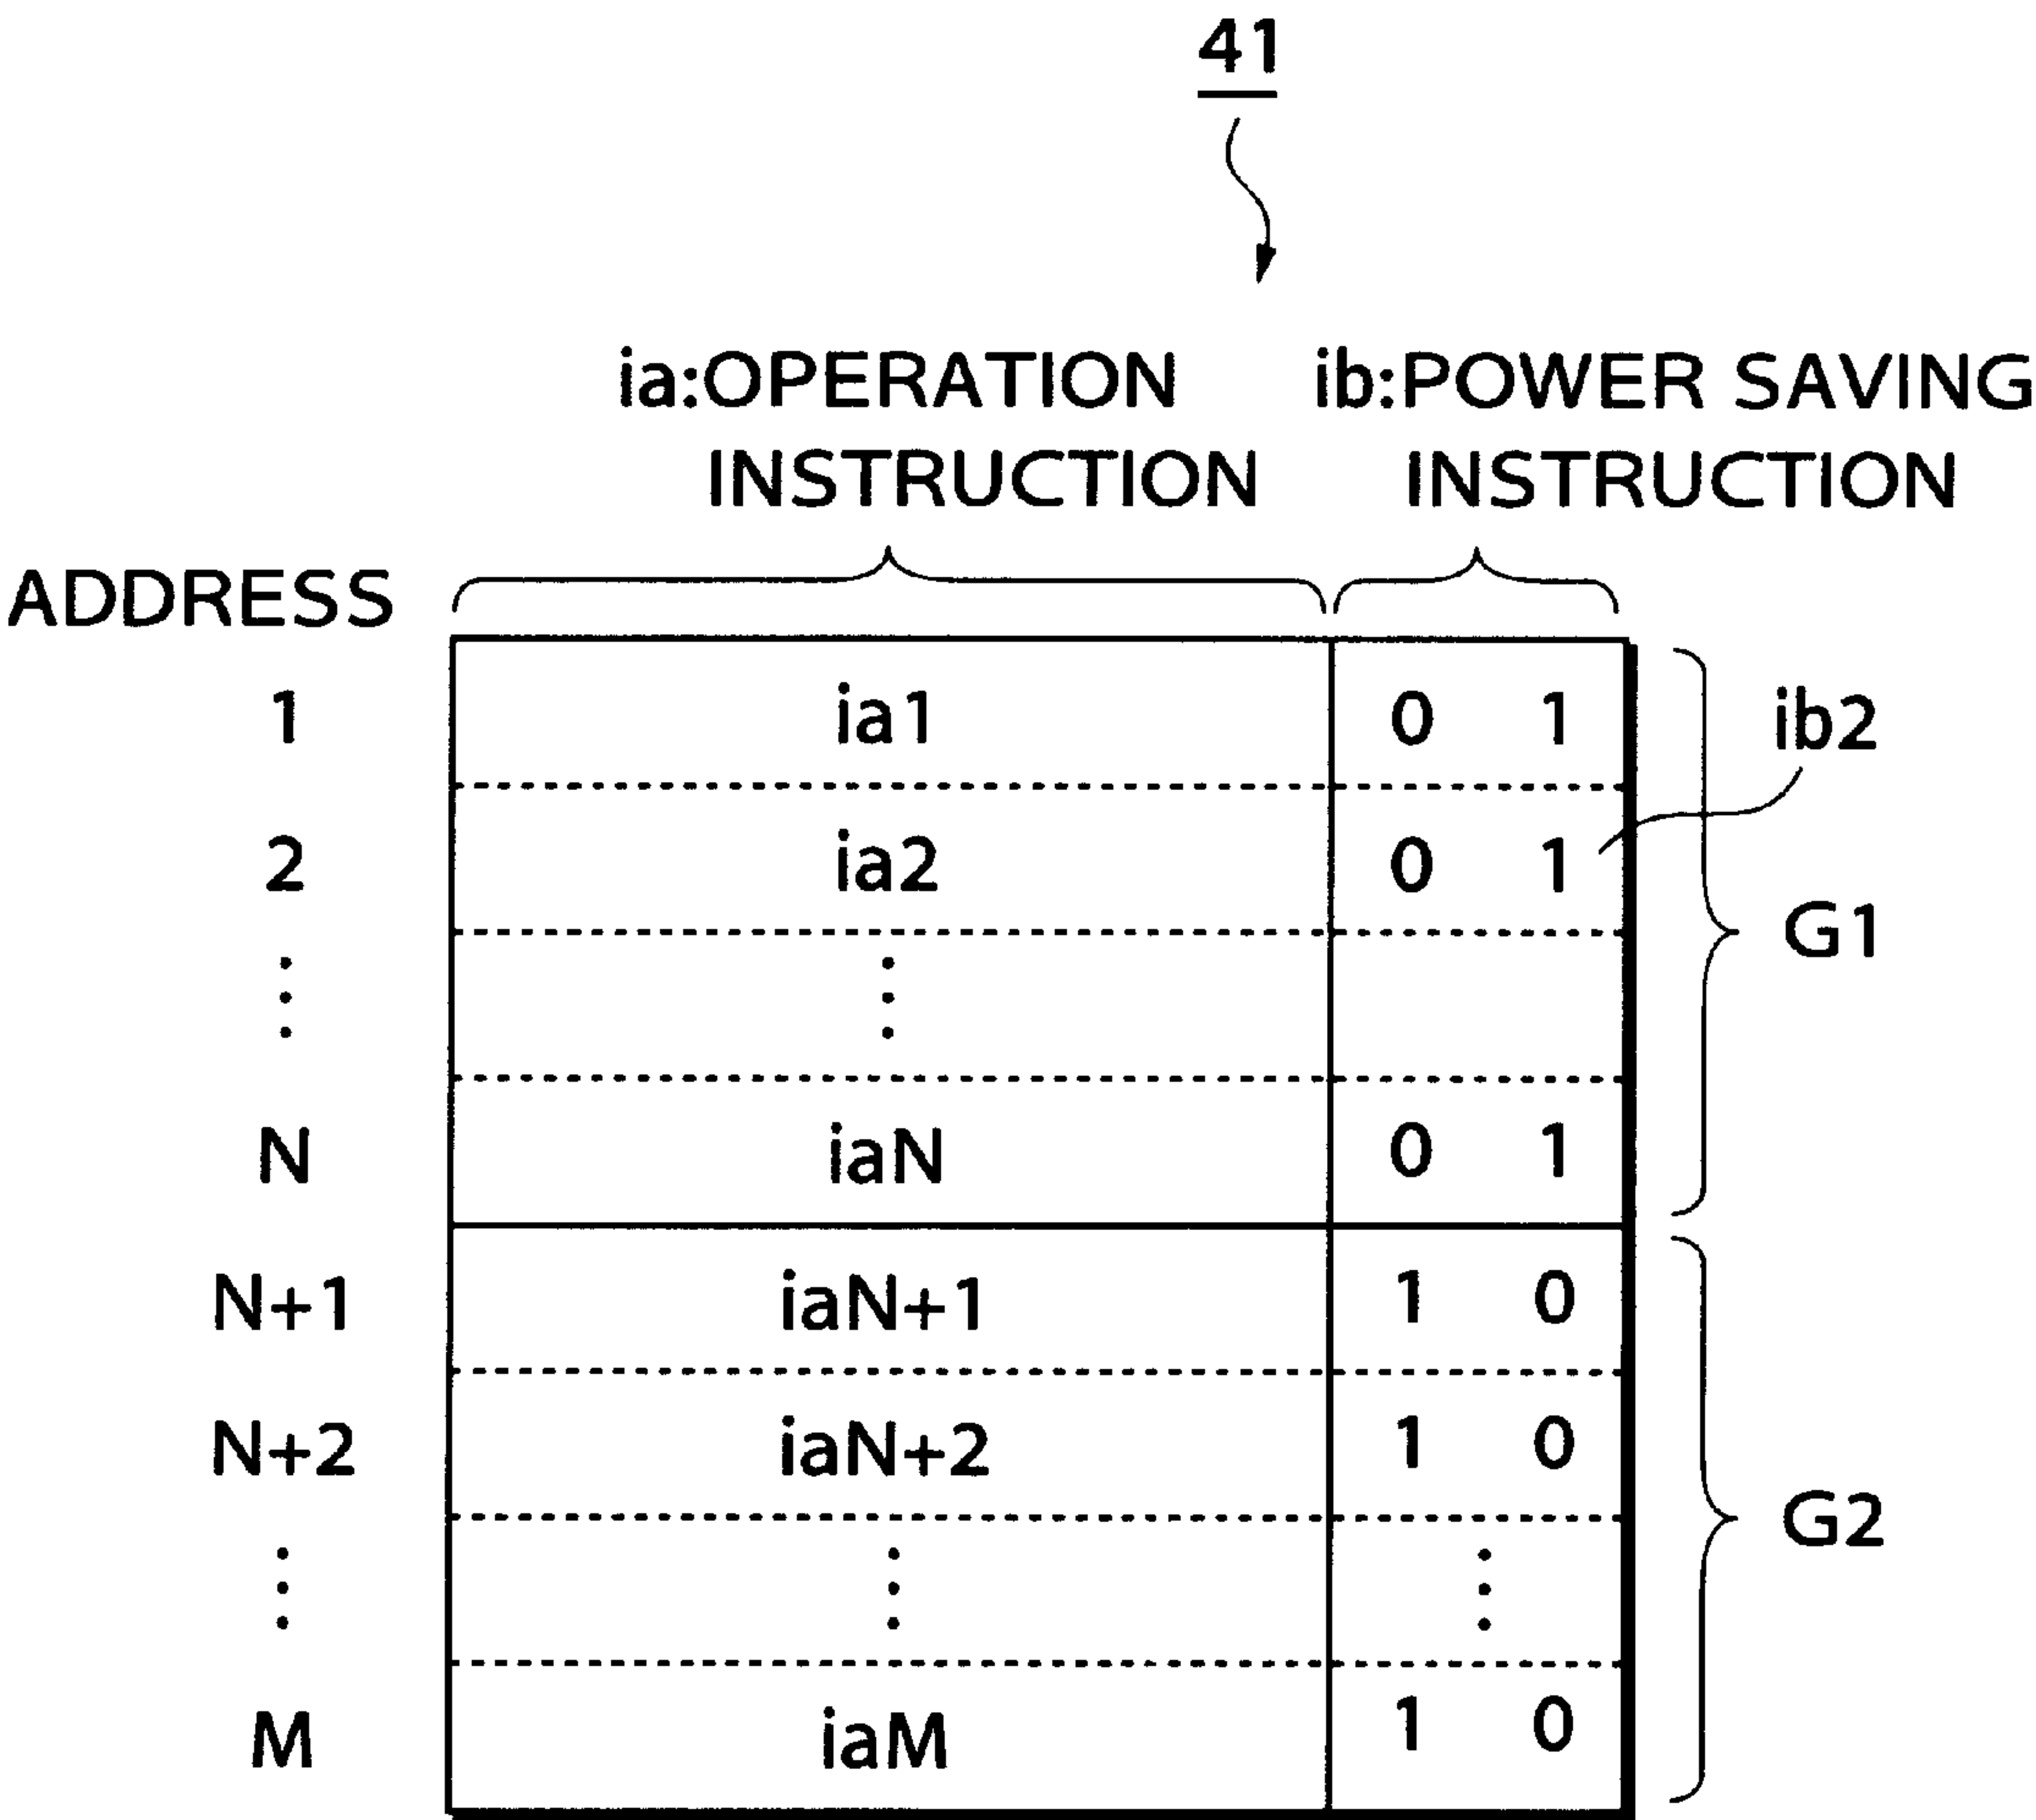 41
ia:OPERATION INSTRUCTION
ib:POWER SAVING INSTRUCTION
ADDRESS
1 ia1 0 1 ib2
2 ia2 0 1
G1
N iaN 0 1
N+1 iaN+1 1 0
N+2 iaN+2 1 0
G2
M iaM 1 0